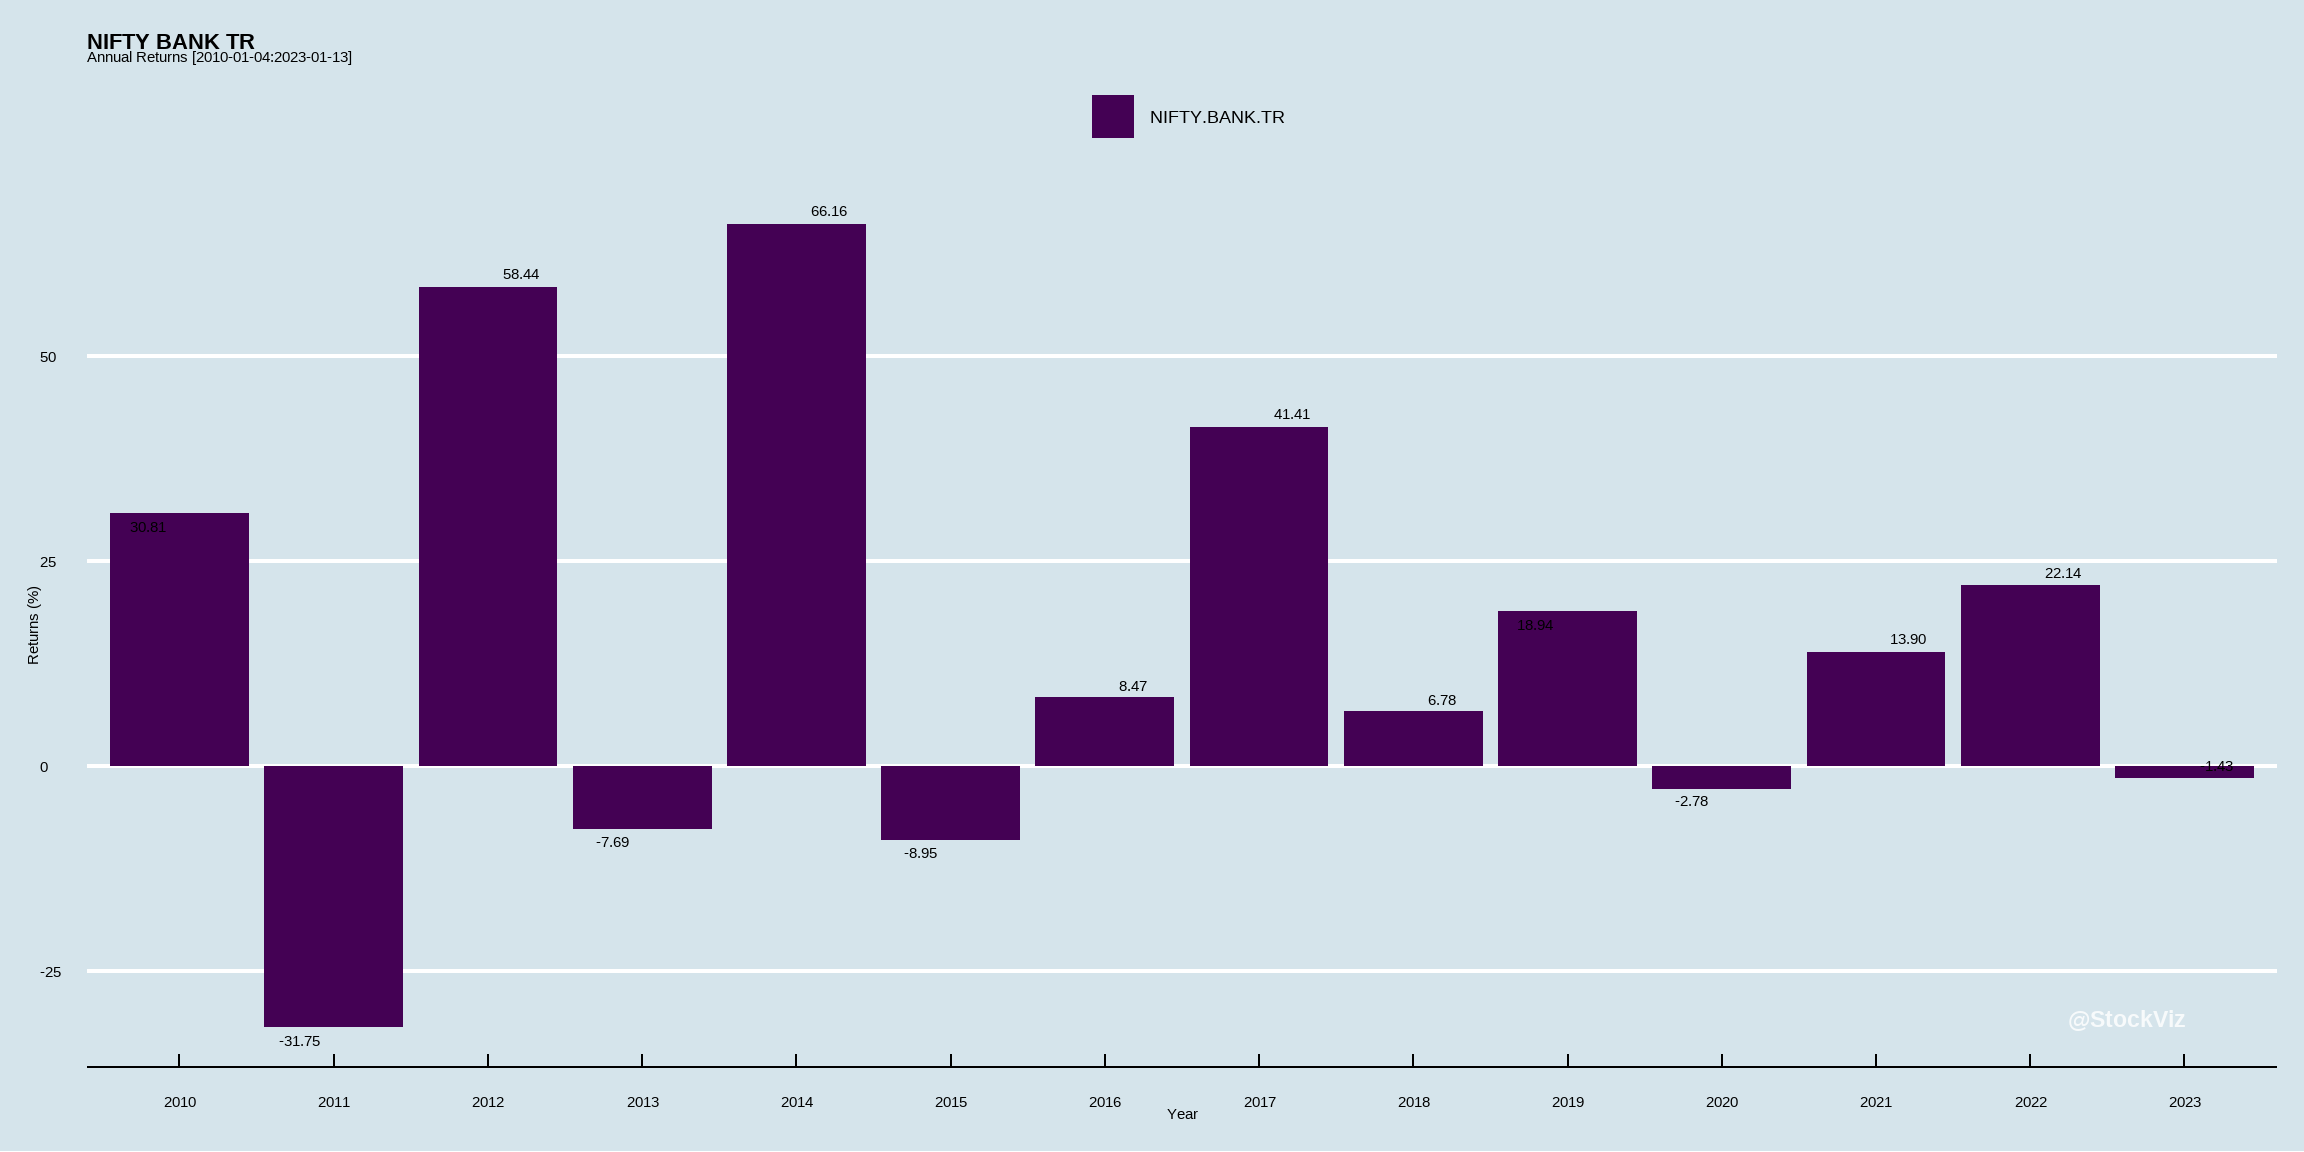 NIFTY BANK TR
Annual Returns [2010-01-04:2023-01-13]
NIFTY.BANK.TR
66.16
58.44
50
41.41
30.81
25
22.14
18.94
13.90
8.47
6.78
0
-1.43
-2.78
-7.69
-8.95
-25
-31.75
Returns (%)
@StockViz
2010 2011 2012 2013 2014 2015 2016 2017 2018 2019 2020 2021 2022 2023
Year